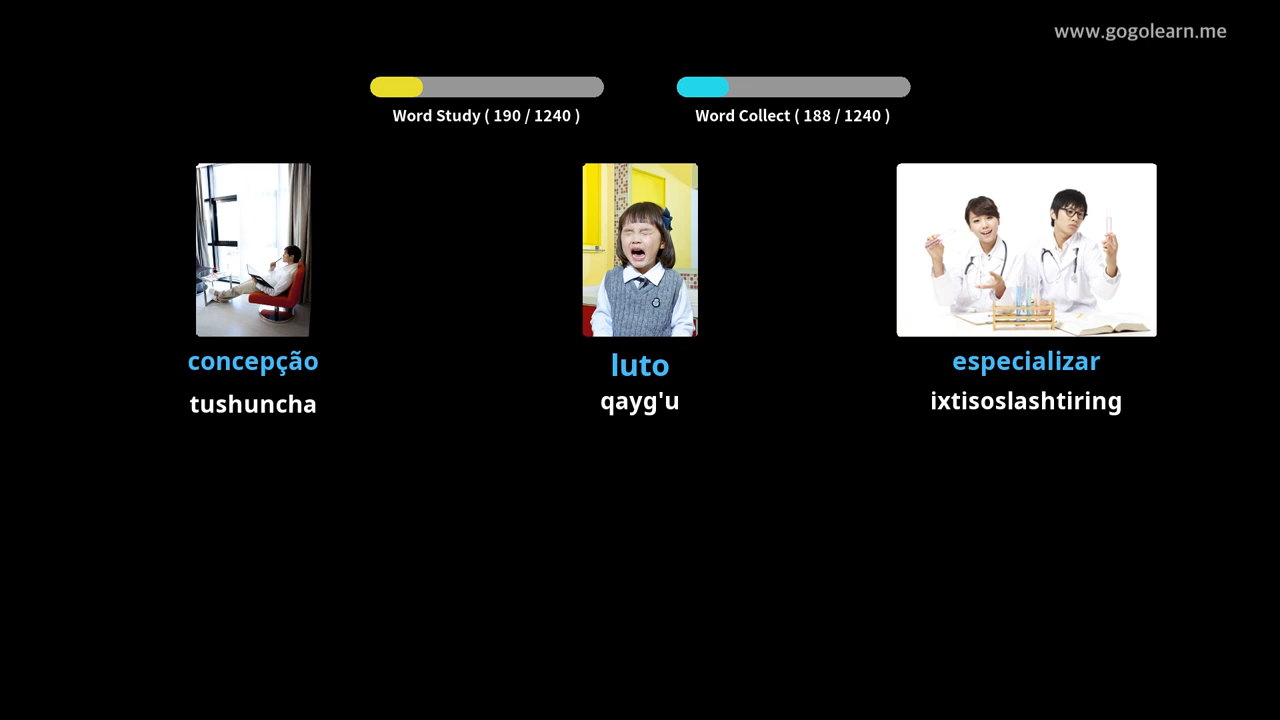 www.gogolearn.me
Word Study ( 190 / 1240 )
Word Collect ( 188 / 1240 )
concepção
luto
especializar
tushuncha
qayg'u
ixtisoslashtiring